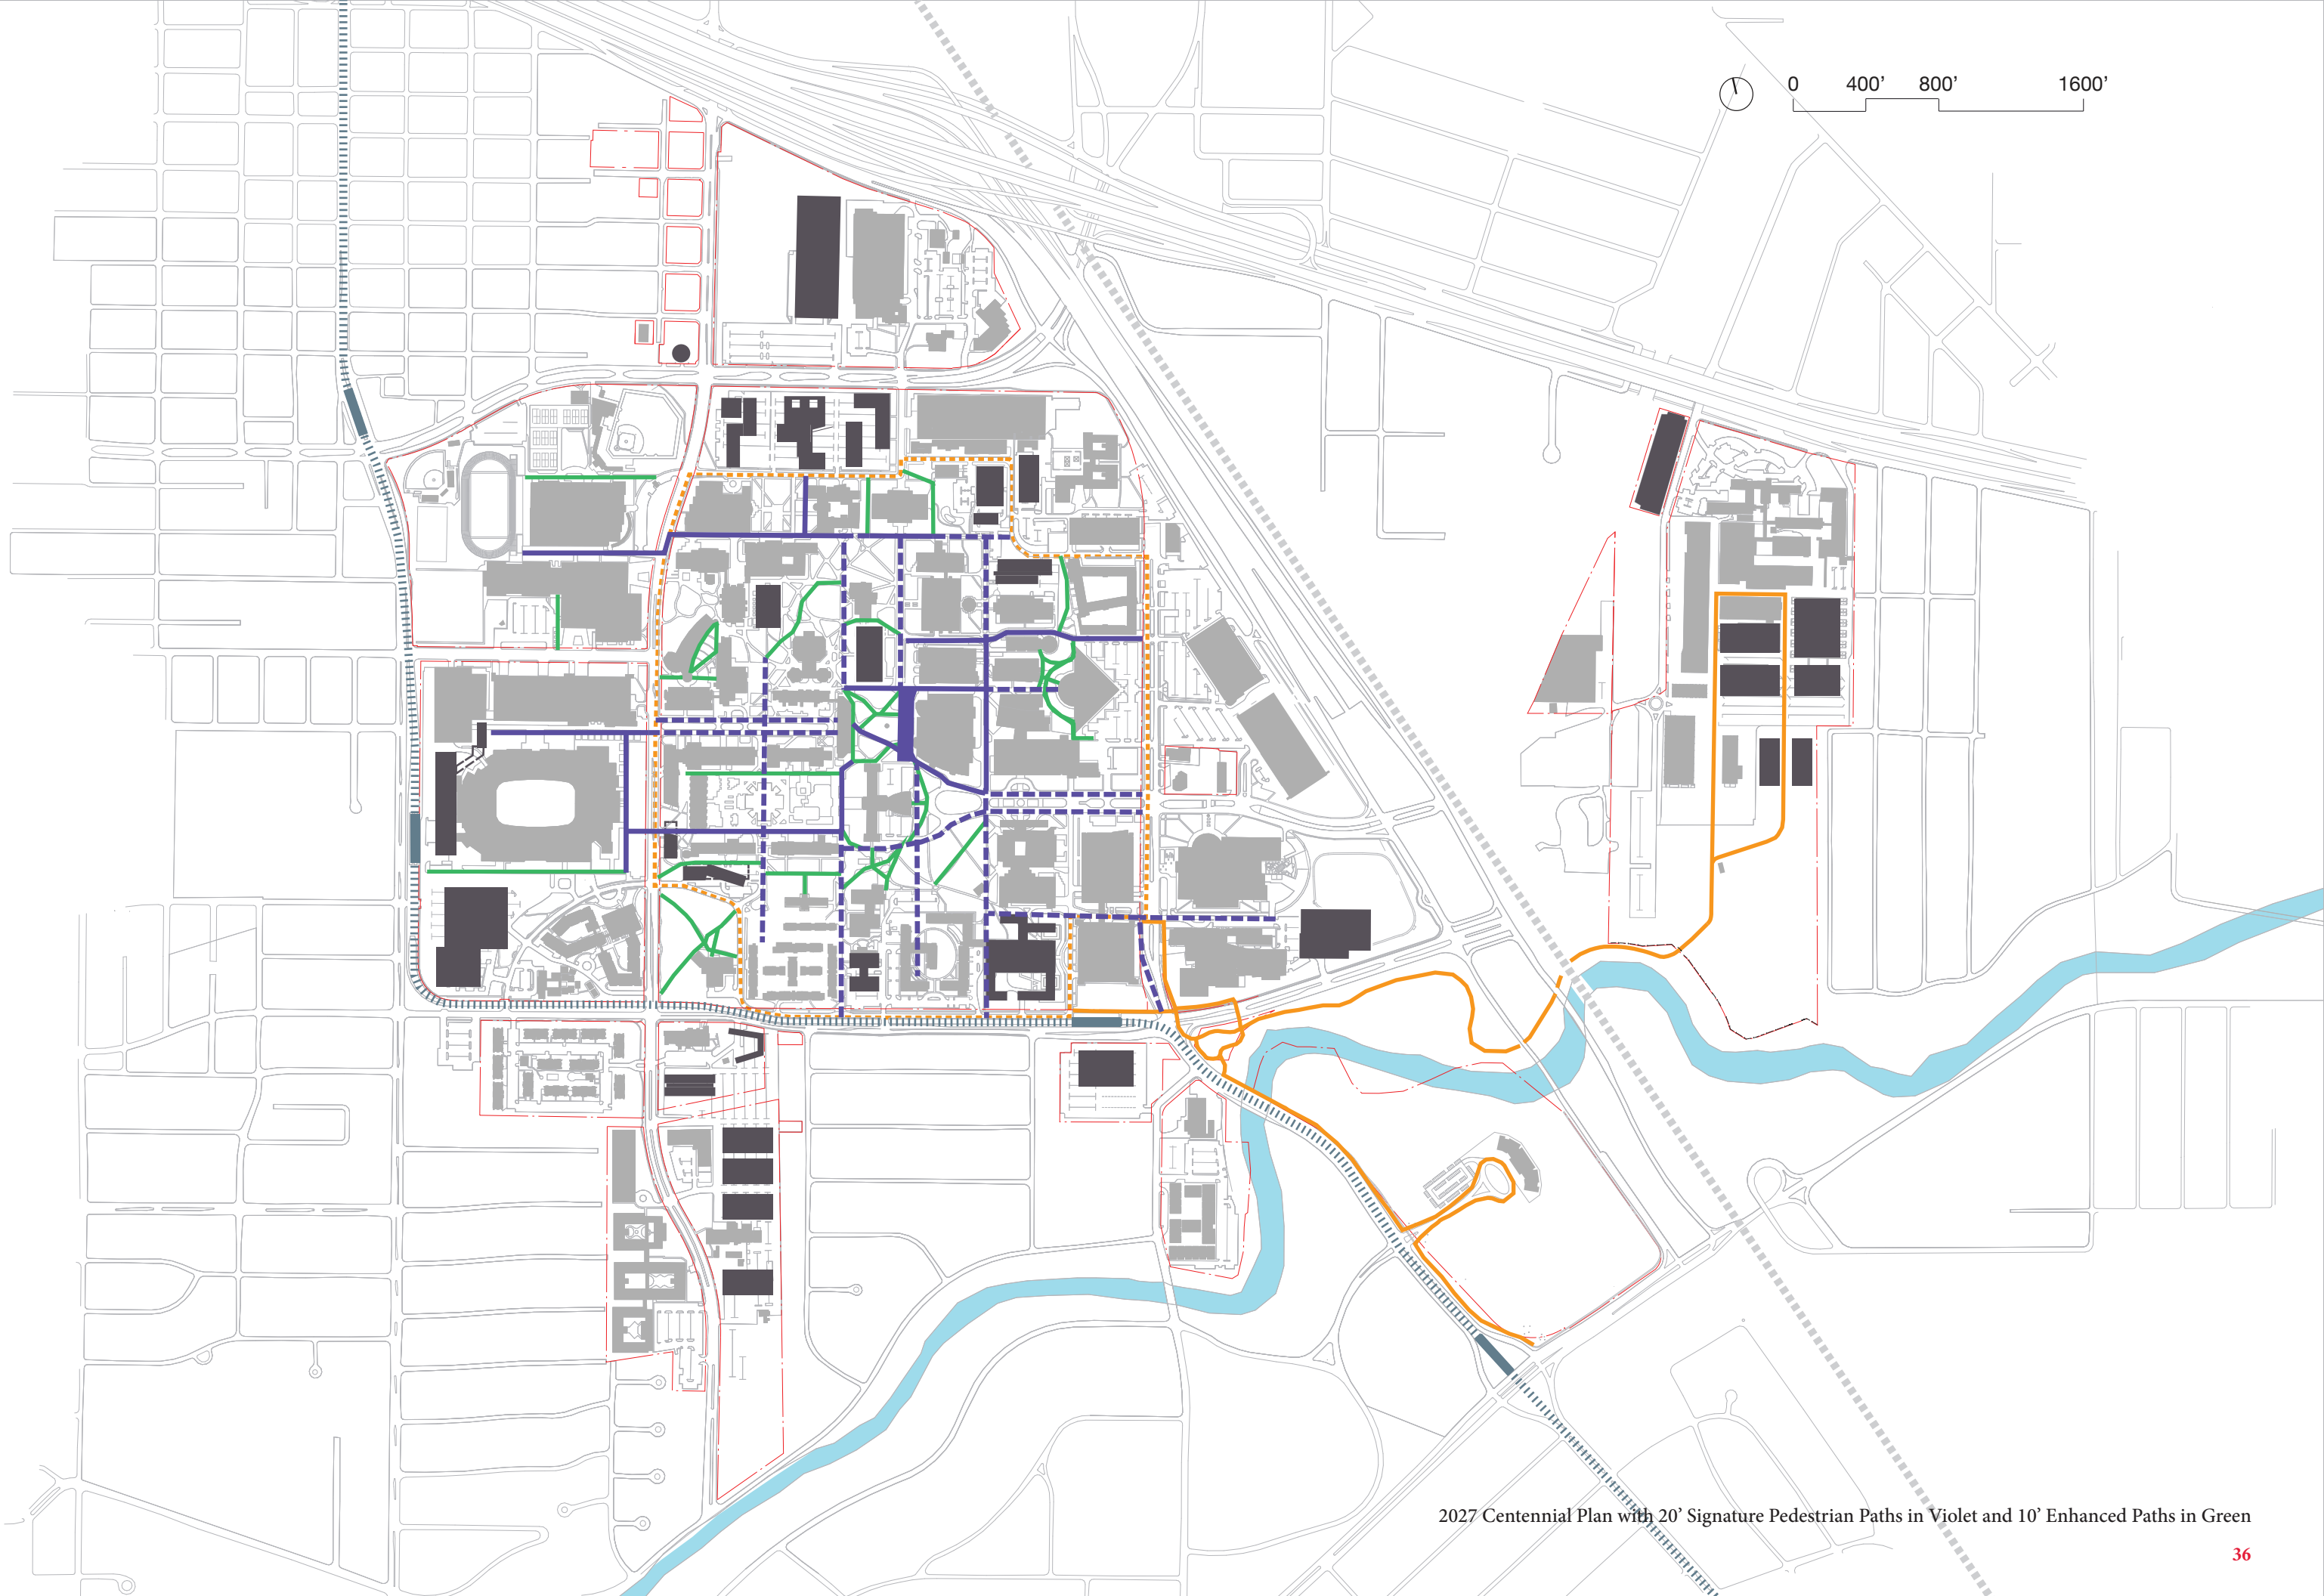 0 400’ 800’ 1600’
2027 Centennial Plan with 20’ Signature Pedestrian Paths in Violet and 10’ Enhanced Paths in Green
36